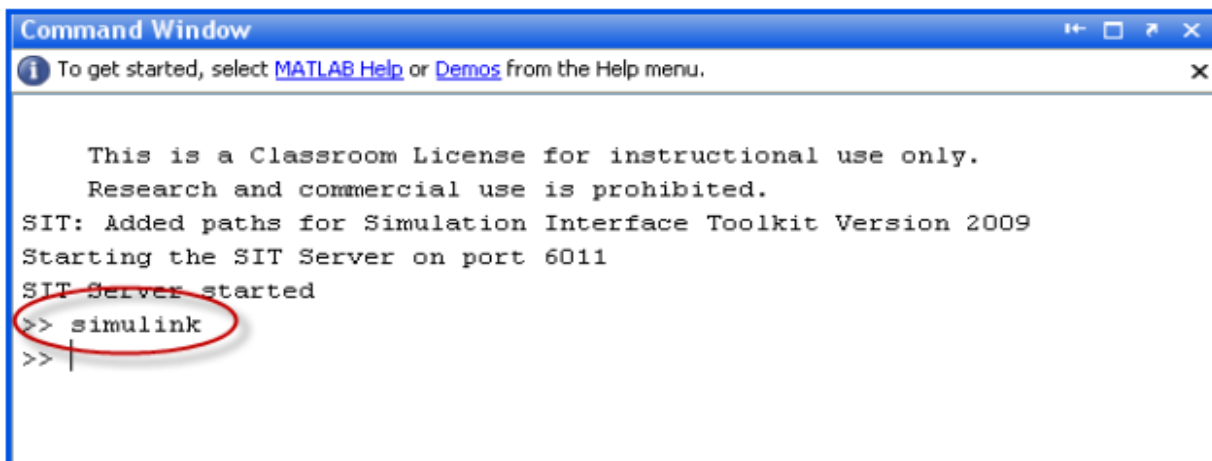 Command Window
To get started, select MATLAB Help or Demos from the Help menu.
This is a Classroom License for instructional use only.
Research and commercial use is prohibited.
SIT: Added paths for Simulation Interface Toolkit Version 2009
Starting the SIT Server on port 6011
SIT Server started
>> simulink
>>